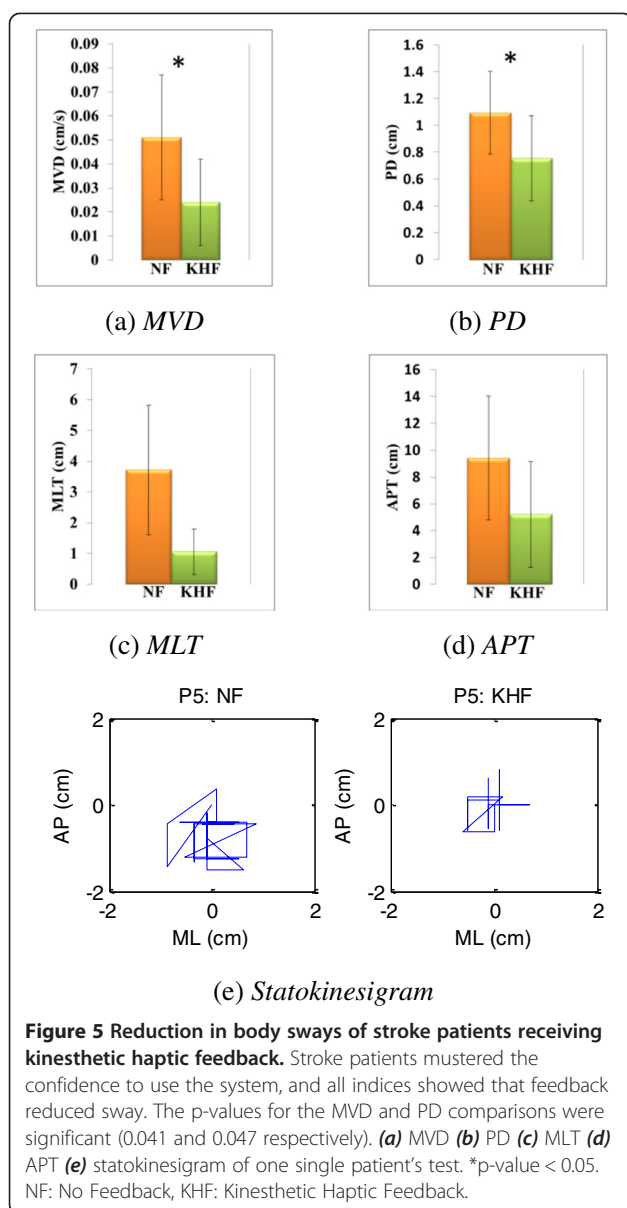 0.09
0.08
0.07
0.06
0.05
0.04
0.03
0.02
0.01
0
MVD (cm/s)
*
NF KHF
(a) MVD
1.6
1.4
1.2
1
0.8
0.6
0.4
0.2
0
PD (cm)
*
NF KHF
(b) PD
7
6
5
4
3
2
1
0
MLT (cm)
NF KHF
(c) MLT
16
14
12
10
8
6
4
2
0
APT (cm)
NF KHF
(d) APT
P5: NF
2
0
-2
AP (cm)
-2 0 2
ML (cm)
P5: KHF
2
0
-2
AP (cm)
-2 0 2
ML (cm)
(e) Statokinesigram
Figure 5 Reduction in body sways of stroke patients receiving
kinesthetic haptic feedback. Stroke patients mustered the
confidence to use the system, and all indices showed that feedback
reduced sway. The p-values for the MVD and PD comparisons were
significant (0.041 and 0.047 respectively). (a) MVD (b) PD (c) MLT (d)
APT (e) statokinesigram of one single patient's test. *p-value < 0.05.
NF: No Feedback, KHF: Kinesthetic Haptic Feedback.